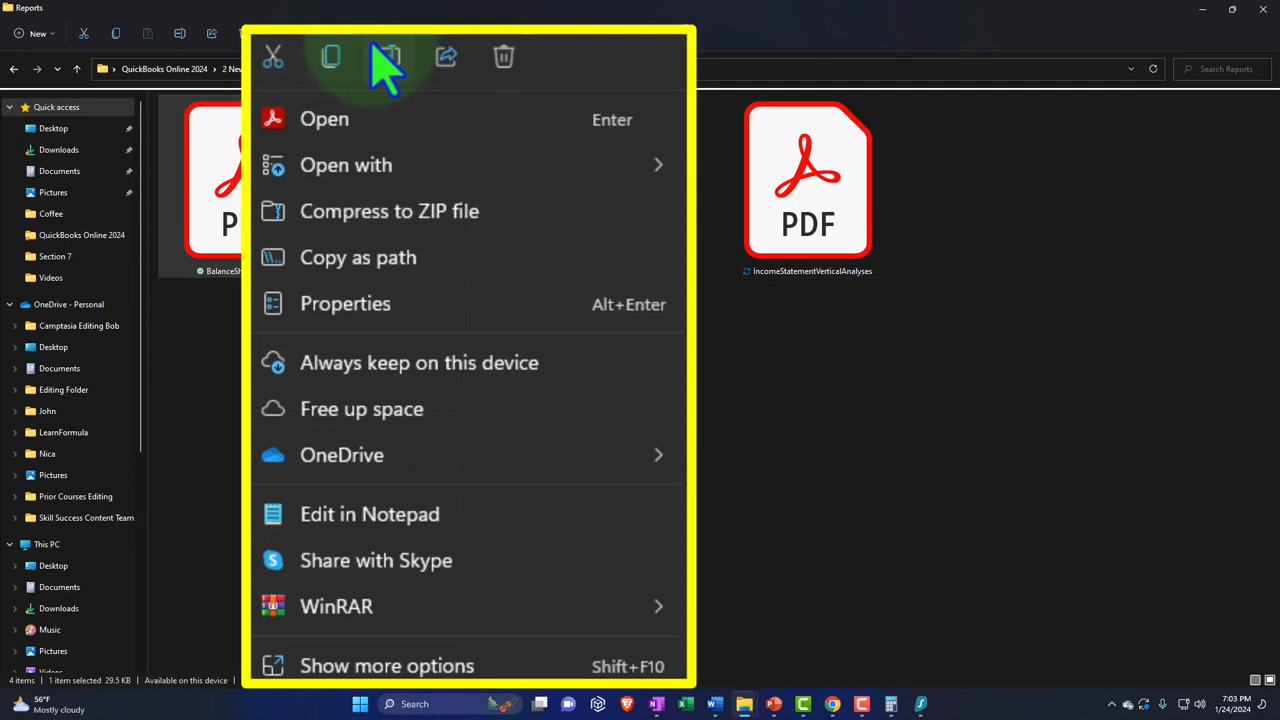 Reports
New
QuickBooks Online 2024
2 New
Search Reports
Quick access
Desktop
Downloads
Documents
Pictures
Coffee
QuickBooks Online 2024
Section 7
Videos
OneDrive - Personal
Camptasia Editing Bob
Desktop
Documents
Editing Folder
John
LearnFormula
Nica
Pictures
Prior Courses Editing
Skill Success Content Team
This PC
Desktop
Documents
Downloads
Music
Pictures
Videos
Open Enter
Open with
Compress to ZIP file
Copy as path
Properties Alt+Enter
Always keep on this device
Free up space
OneDrive
Edit in Notepad
Share with Skype
WinRAR
Show more options Shift+F10
PDF
IncomeStatementVerticalAnalyses
4 items
1 item selected 29.5 KB
Available on this device
56°F
Mostly cloudy
Search
7:03 PM
1/24/2024